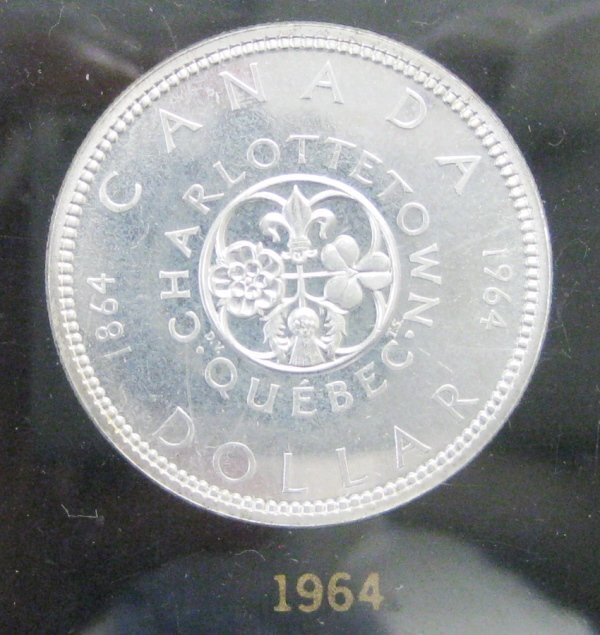 CANADA
1864
1964
DOLLAR
CHARLOTTETOWN
·QUÉBEC·
D.V.
T.S.
1964